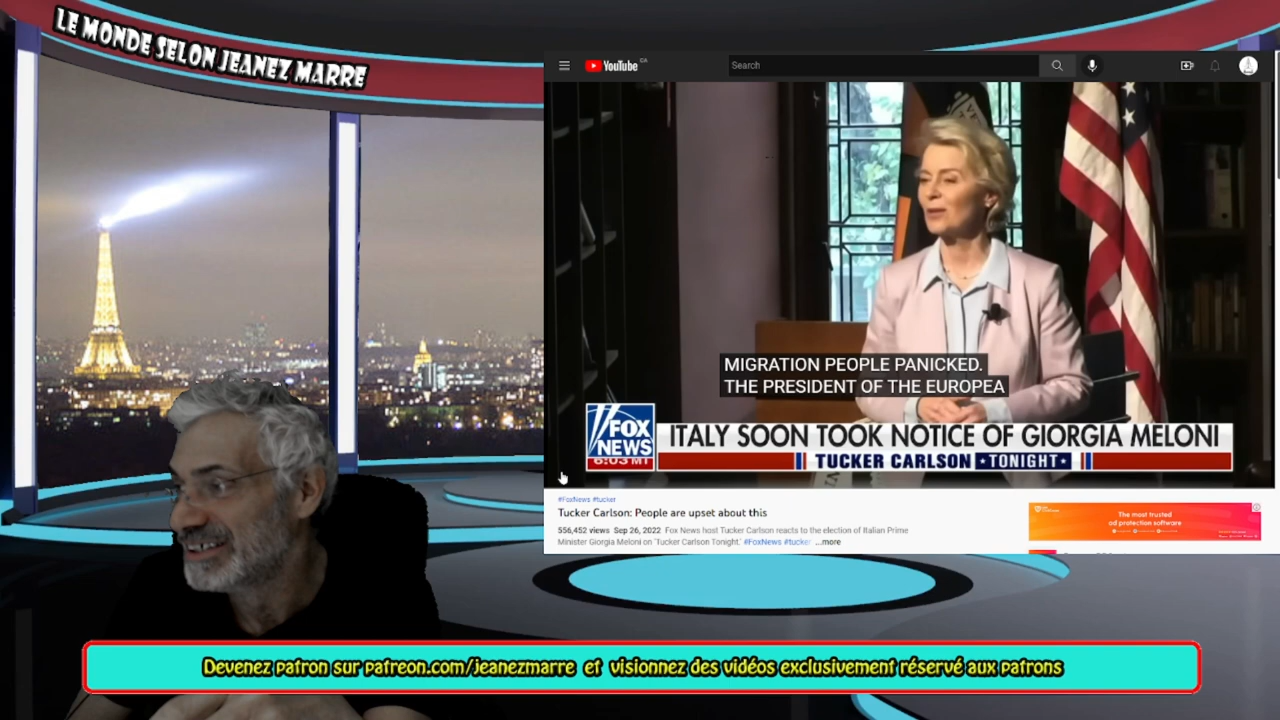 LE MONDE SELON JEANEZ MARRE
YouTube CA
Search
MIGRATION PEOPLE PANICKED.
THE PRESIDENT OF THE EUROPEA
FOX
NEWS
ITALY SOON TOOK NOTICE OF GIORGIA MELONI
TUCKER CARLSON TONIGHT
#FoxNews #tucker
Tucker Carlson: People are upset about this
556,452 views Sep 26, 2022 Fox News host Tucker Carlson reacts to the election of Italian Prime
Minister Giorgia Meloni on 'Tucker Carlson Tonight.' #FoxNews #tucker ...more
The most trusted
ad protection software
Devenez patron sur patreon.com/jeanezmarre et visionnez des vidéos exclusivement réservé aux patrons